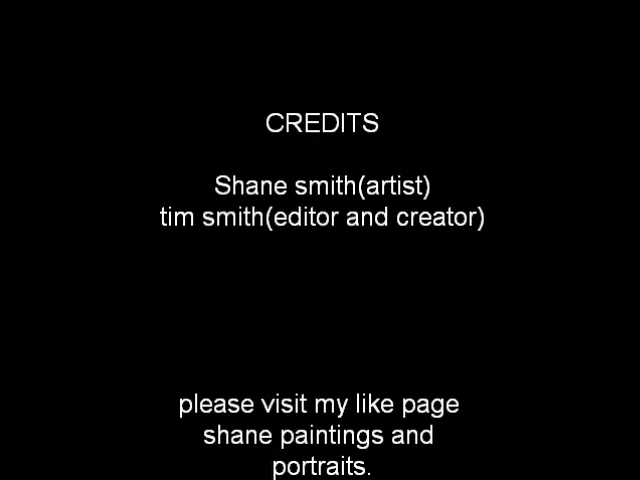 CREDITS
Shane smith(artist)
tim smith(editor and creator)
please visit my like page
shane paintings and
portraits.